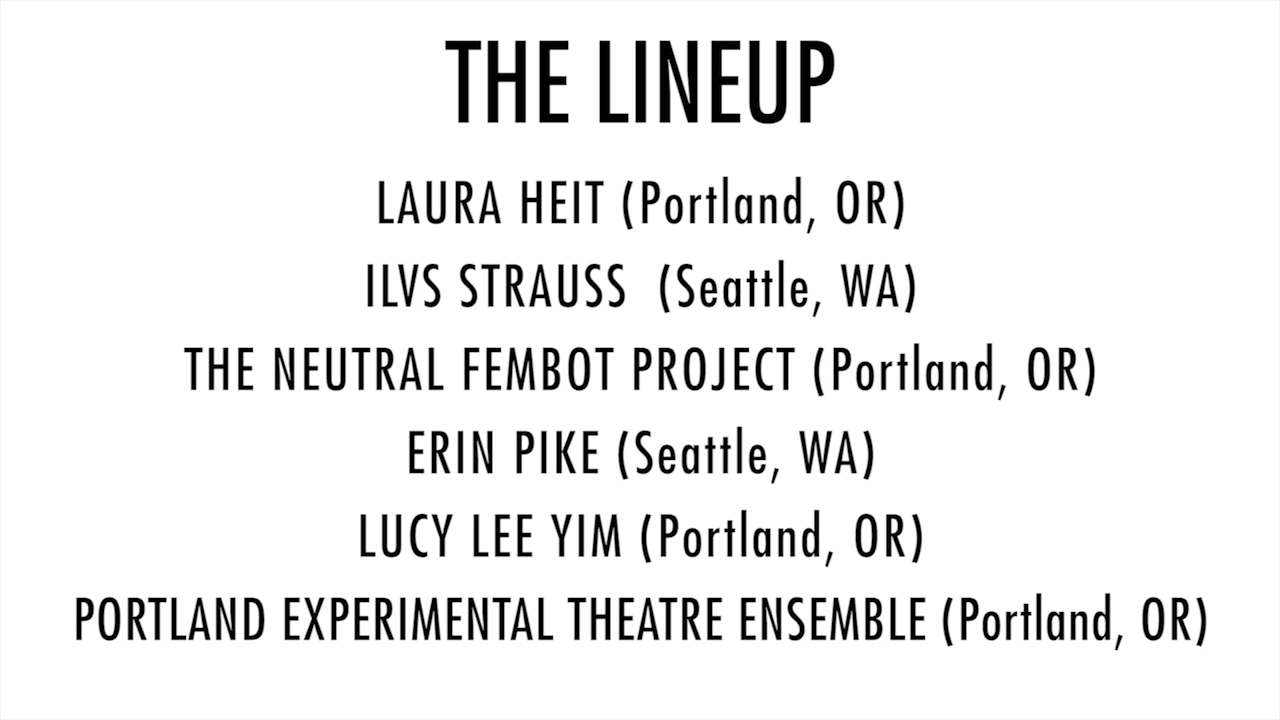 THE LINEUP
LAURA HEIT (Portland, OR)
ILVS STRAUSS (Seattle, WA)
THE NEUTRAL FEMBOT PROJECT (Portland, OR)
ERIN PIKE (Seattle, WA)
LUCY LEE YIM (Portland, OR)
PORTLAND EXPERIMENTAL THEATRE ENSEMBLE (Portland, OR)